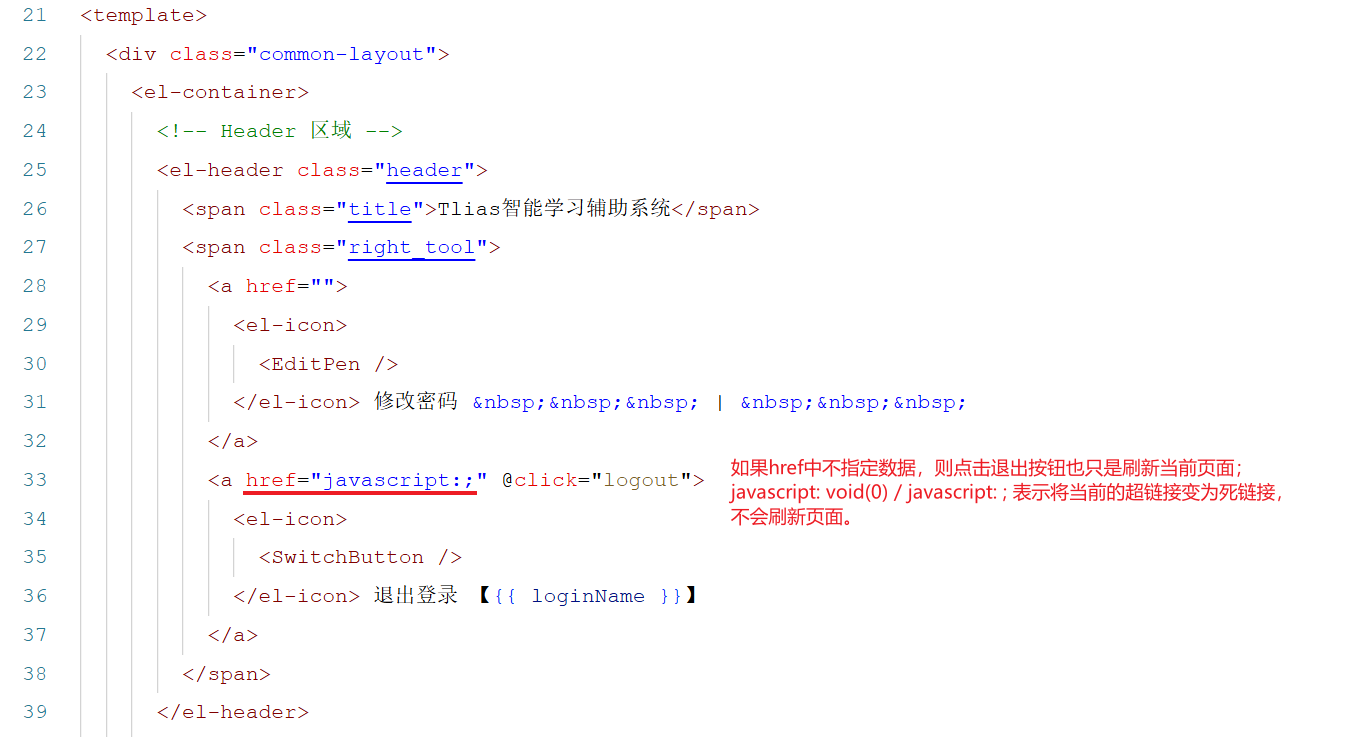 21 <template>
22 <div class="common-layout">
23 <el-container>
24 <!-- Header 区域 -->
25 <el-header class="header">
26 <span class="title">Tlias智能学习辅助系统</span>
27 <span class="right_tool">
28 <a href="">
29 <el-icon>
30 <EditPen />
31 </el-icon> 修改密码 &nbsp;&nbsp;&nbsp; | &nbsp;&nbsp;&nbsp;
32 </a>
33 <a href="javascript:;" @click="logout">
如果href中不指定数据，则点击退出按钮也只是刷新当前页面；
javascript: void(0) / javascript: ; 表示将当前的超链接变为死链接，
不会刷新页面。
34 <el-icon>
35 <SwitchButton />
36 </el-icon> 退出登录 【{{ loginName }}】
37 </a>
38 </span>
39 </el-header>